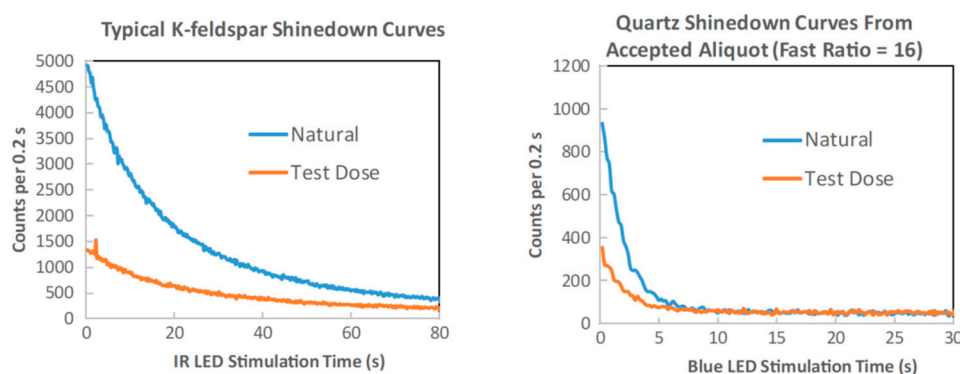 Typical K-feldspar Shinedown Curves
5000
4500
4000
3500
3000
2500
2000
1500
1000
500
0
Counts per 0.2 s
Natural
Test Dose
0 20 40 60 80
IR LED Stimulation Time (s)
Quartz Shinedown Curves From
Accepted Aliquot (Fast Ratio = 16)
1200
1000
800
600
400
200
0
Counts per 0.2 s
Natural
Test Dose
0 5 10 15 20 25 30
Blue LED Stimulation Time (s)